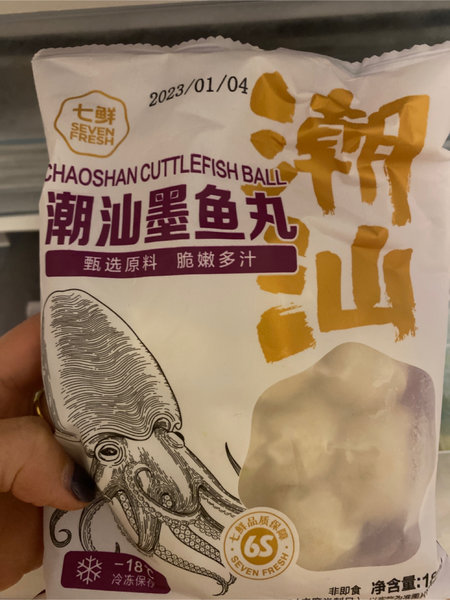 2023/01/04
七鲜
SEVEN
FRESH
潮汕
CHAOSHAN CUTTLEFISH BALL
潮汕墨鱼丸
甄选原料 脆嫩多汁
七鲜品质保障
6S
SEVEN FRESH
-18℃
冷冻保存
非即食 净含量